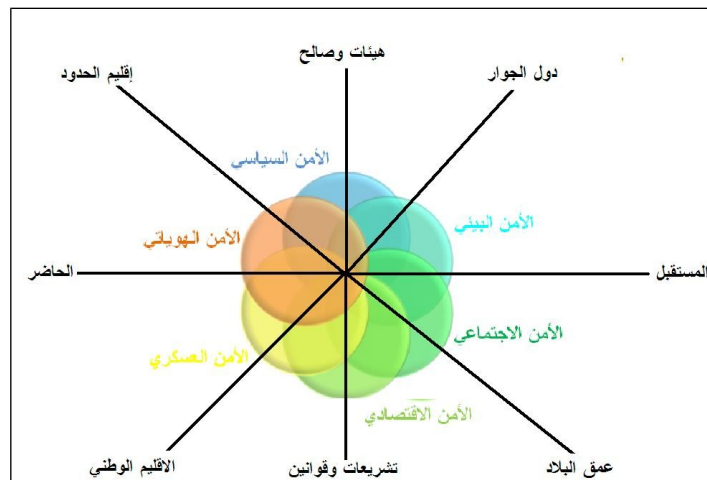 هيئات وصالح
دول الجوار
إقليم الحدود
الأمن السياسي
الأمن البيئي
الأمن الهوياتي
المستقبل
الحاضر
الأمن الاجتماعي
الأمن العسكري
الأمن الاقتصادي
عمق البلاد
تشريعات وقوانين
الاقليم الوطني